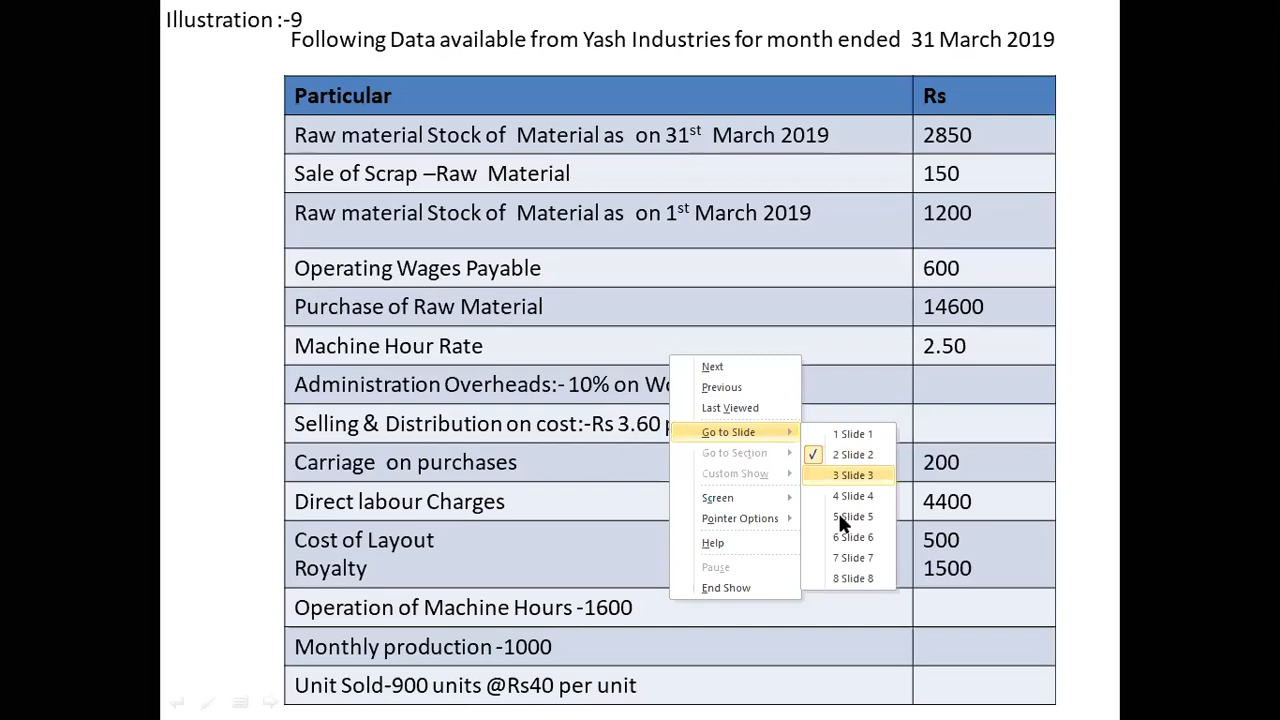 Illustration :-9
Following Data available from Yash Industries for month ended 31 March 2019
Particular Rs
Raw material Stock of Material as on 31st March 2019 2850
Sale of Scrap –Raw Material 150
Raw material Stock of Material as on 1st March 2019 1200
Operating Wages Payable 600
Purchase of Raw Material 14600
Machine Hour Rate 2.50
Administration Overheads:- 10% on
Selling & Distribution on cost:-Rs 3.60
Carriage on purchases 200
Direct labour Charges 4400
Cost of Layout 500
Royalty 1500
Operation of Machine Hours -1600
Monthly production -1000
Unit Sold-900 units @Rs40 per unit
Next
Previous
Last Viewed
Go to Slide
Go to Section
Custom Show
Screen
Pointer Options
Help
Pause
End Show
1 Slide 1
2 Slide 2
3 Slide 3
4 Slide 4
5 Slide 5
6 Slide 6
7 Slide 7
8 Slide 8